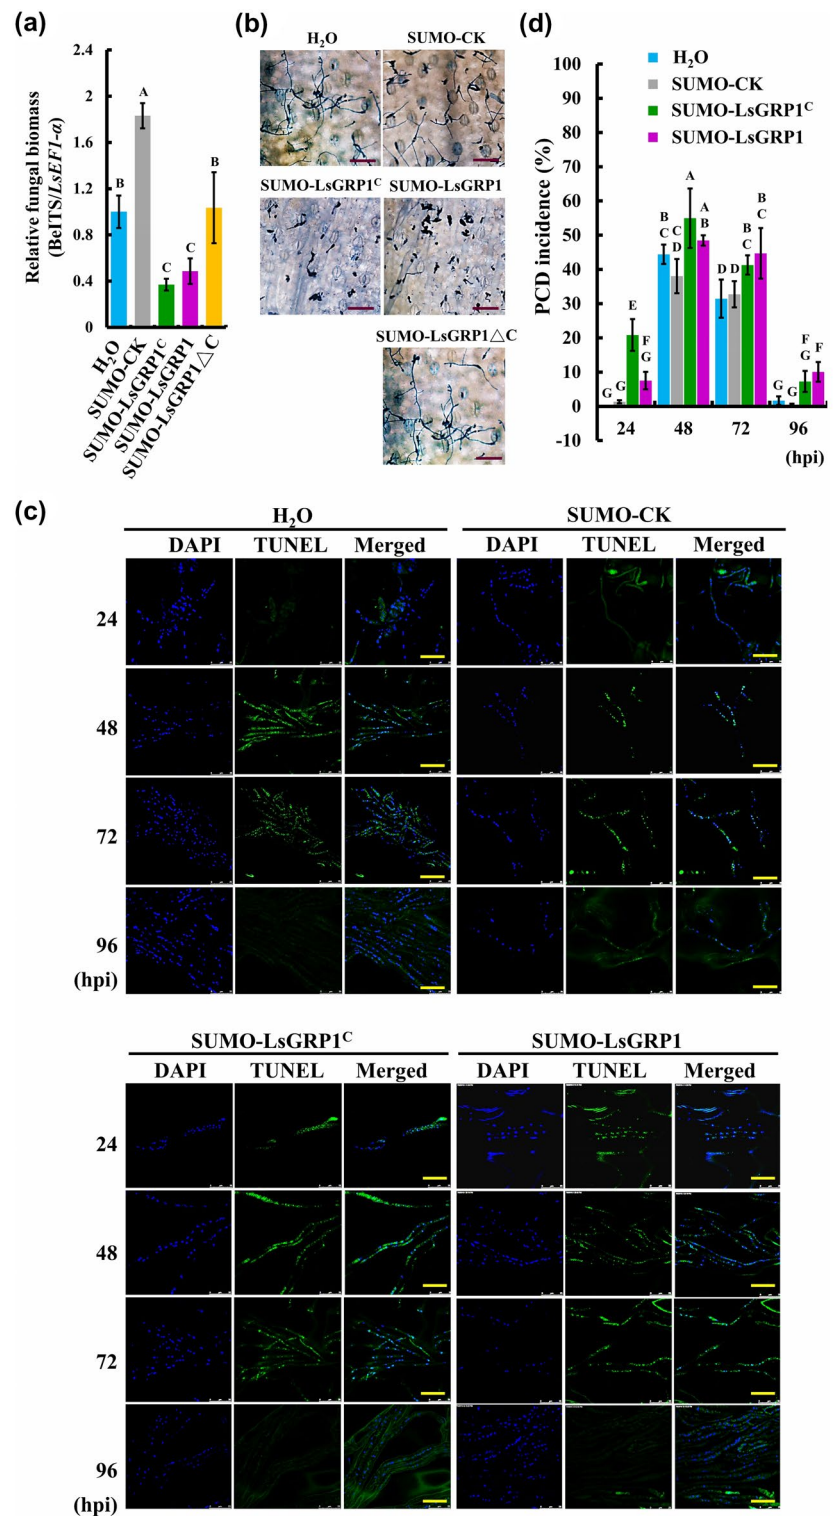 (a)
2.4
2
1.6
1.2
0.8
0.4
0
Relative fungal biomass
(BeITS/LsEF1-α)
B
A
C
C
B
H₂O
SUMO-CK
SUMO-LsGRP1ᶜ
SUMO-LsGRP1
SUMO-LsGRP1△C
(b)
H₂O
SUMO-CK
SUMO-LsGRP1ᶜ
SUMO-LsGRP1
SUMO-LsGRP1△C
(d)
H₂O
SUMO-CK
SUMO-LsGRP1ᶜ
SUMO-LsGRP1
100
90
80
70
60
50
40
30
20
10
0
-10
PCD incidence (%)
G
G
E
F
G
B
C
C
D
A
A
B
D
D
B
C
B
C
G
G
F
G
F
G
24
48
72
96
(hpi)
(c)
H₂O
SUMO-CK
DAPI
TUNEL
Merged
DAPI
TUNEL
Merged
24
48
72
96
(hpi)
SUMO-LsGRP1ᶜ
SUMO-LsGRP1
DAPI
TUNEL
Merged
DAPI
TUNEL
Merged
24
48
72
96
(hpi)